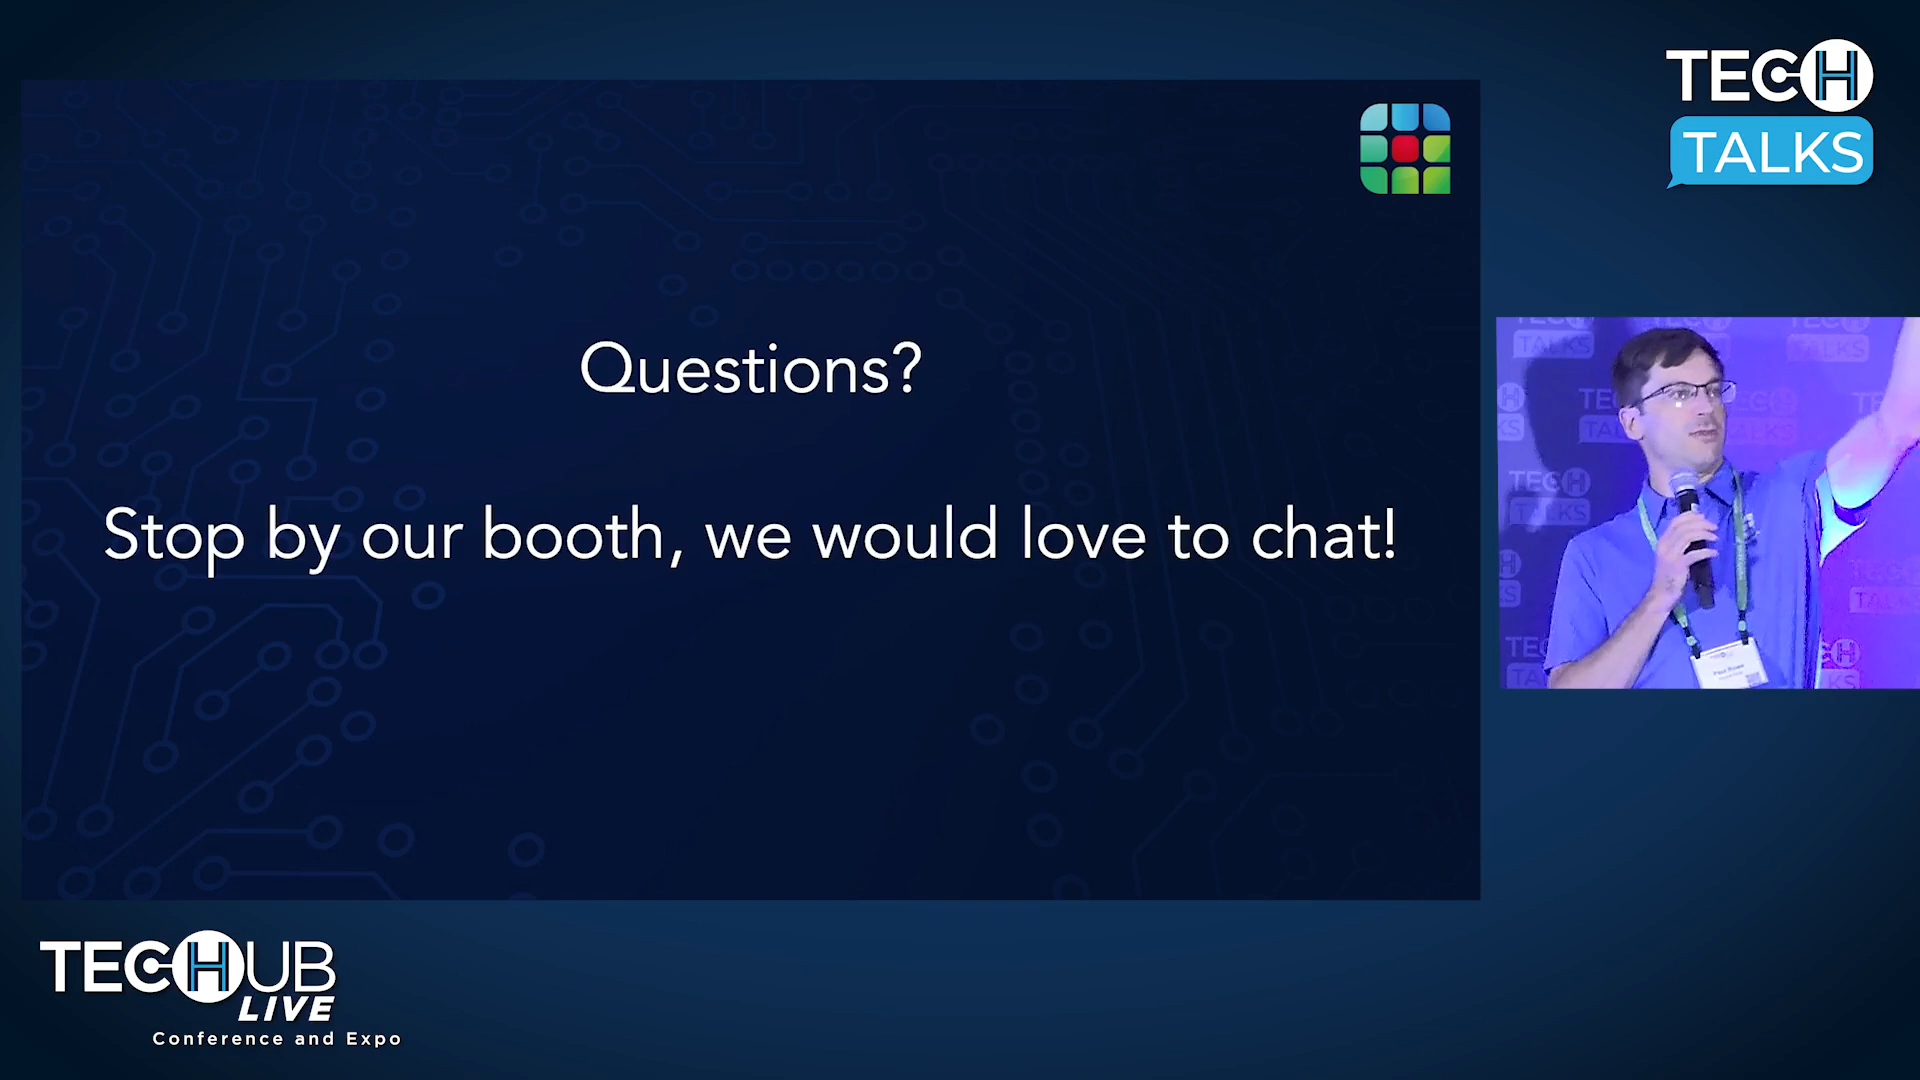 TECH
TALKS
Questions?
Stop by our booth, we would love to chat!
TECHUB
LIVE
Conference and Expo